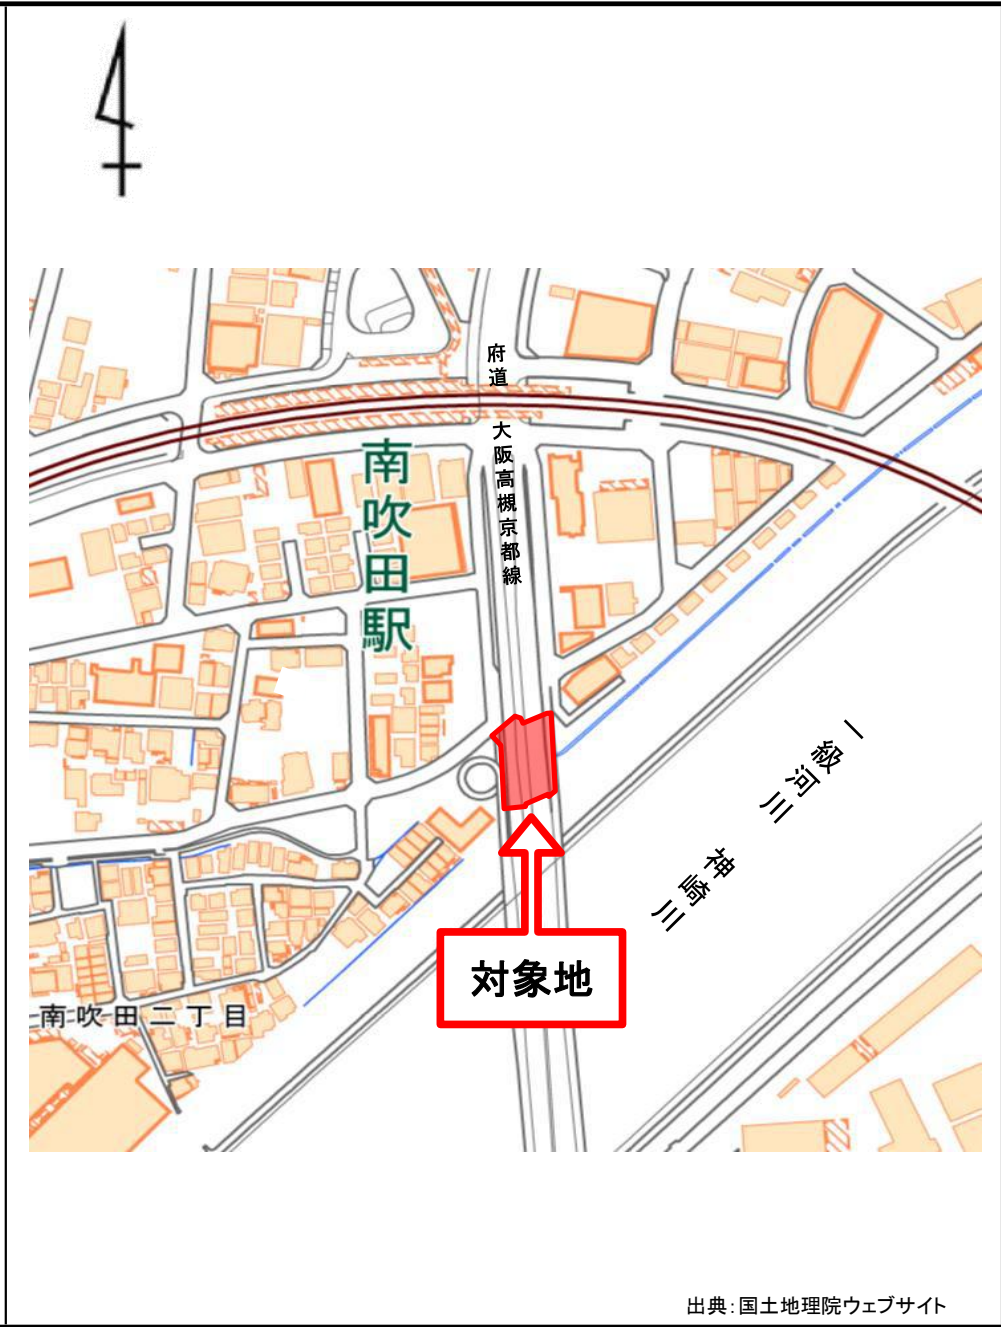 府道
大阪高槻京都線
南吹田駅
一級河川
神崎川
対象地
南吹田二丁目
出典：国土地理院ウェブサイト